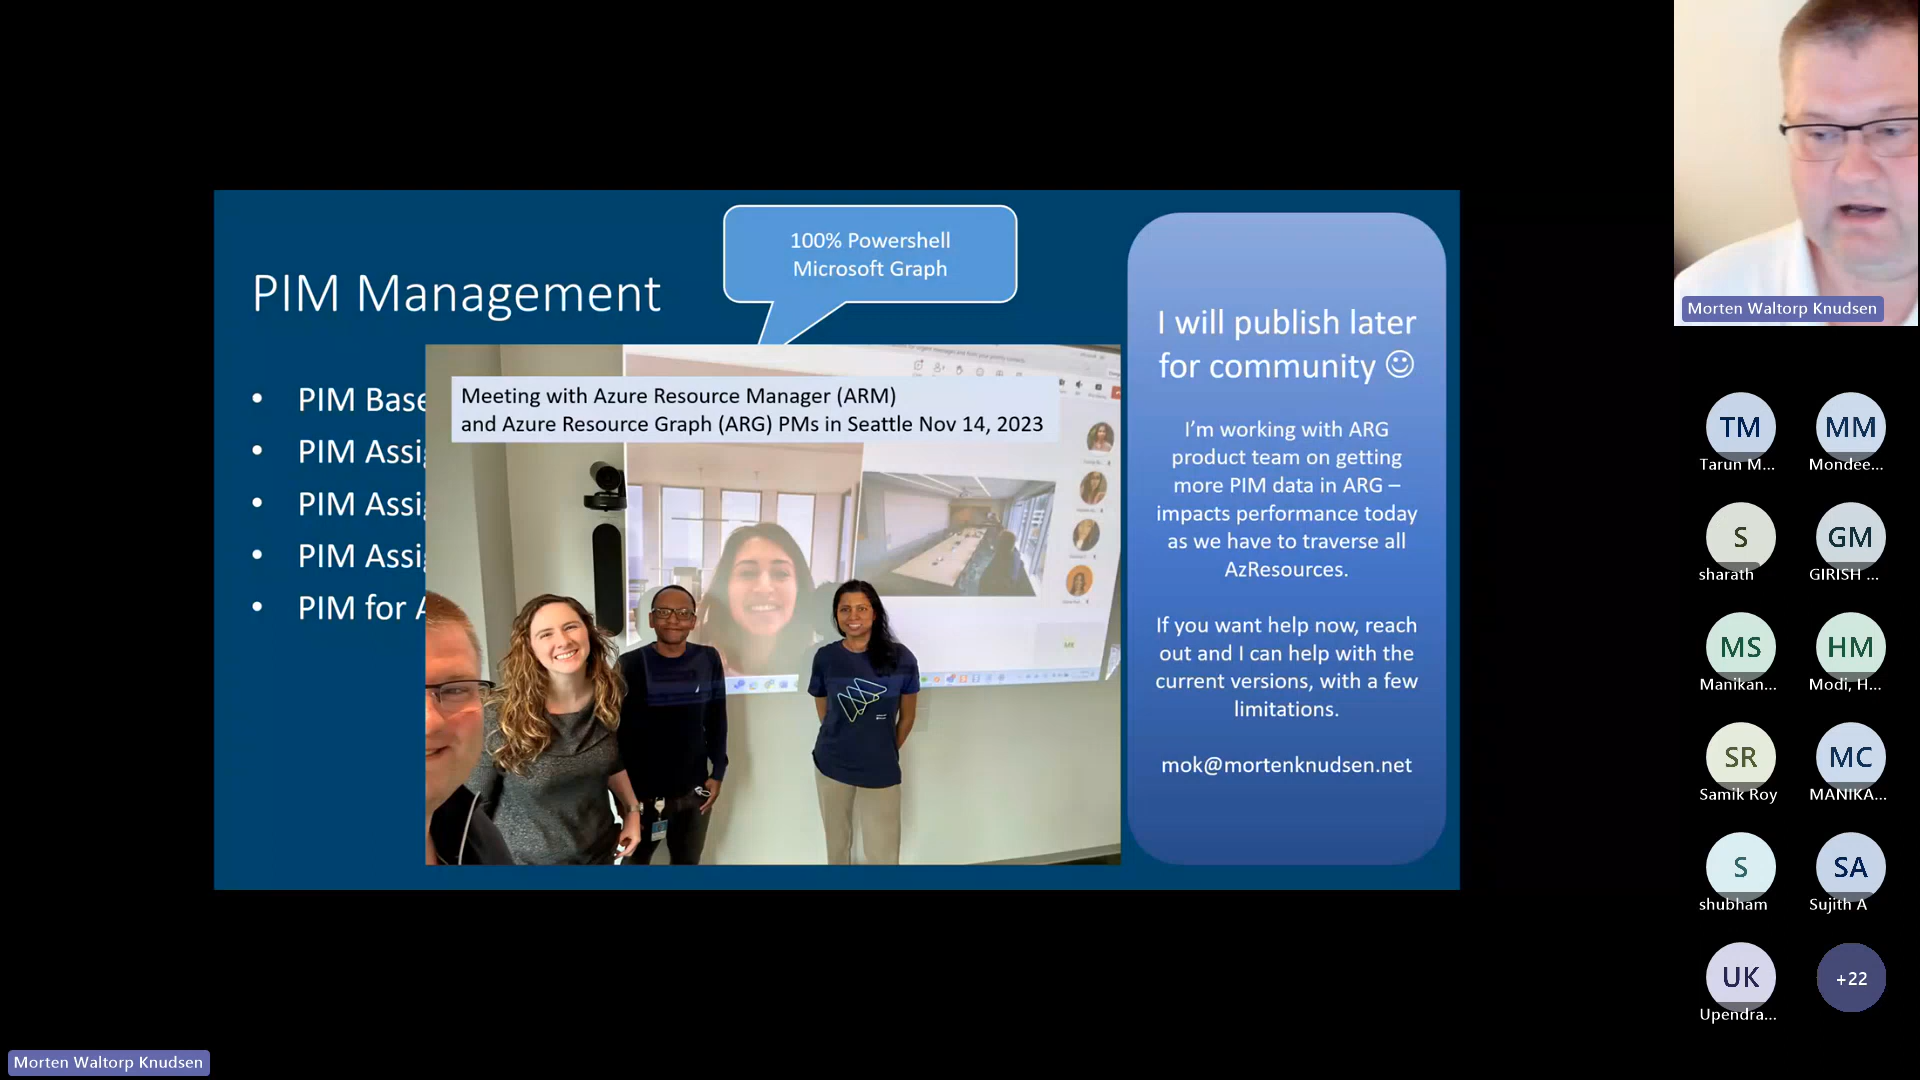 100% Powershell
Microsoft Graph
PIM Management
• PIM Base
• PIM Assi
• PIM Assi
• PIM Assi
• PIM for A
Meeting with Azure Resource Manager (ARM)
and Azure Resource Graph (ARG) PMs in Seattle Nov 14, 2023
I will publish later
for community ☺
I’m working with ARG
product team on getting
more PIM data in ARG –
impacts performance today
as we have to traverse all
AzResources.
If you want help now, reach
out and I can help with the
current versions, with a few
limitations.
mok@mortenknudsen.net
Morten Waltorp Knudsen
TM
Tarun M...
MM
Mondee...
S
sharath
GM
GIRISH ...
MS
Manikan...
HM
Modi, H...
SR
Samik Roy
MC
MANIKA...
S
shubham
SA
Sujith A
UK
Upendra...
+22
Morten Waltorp Knudsen